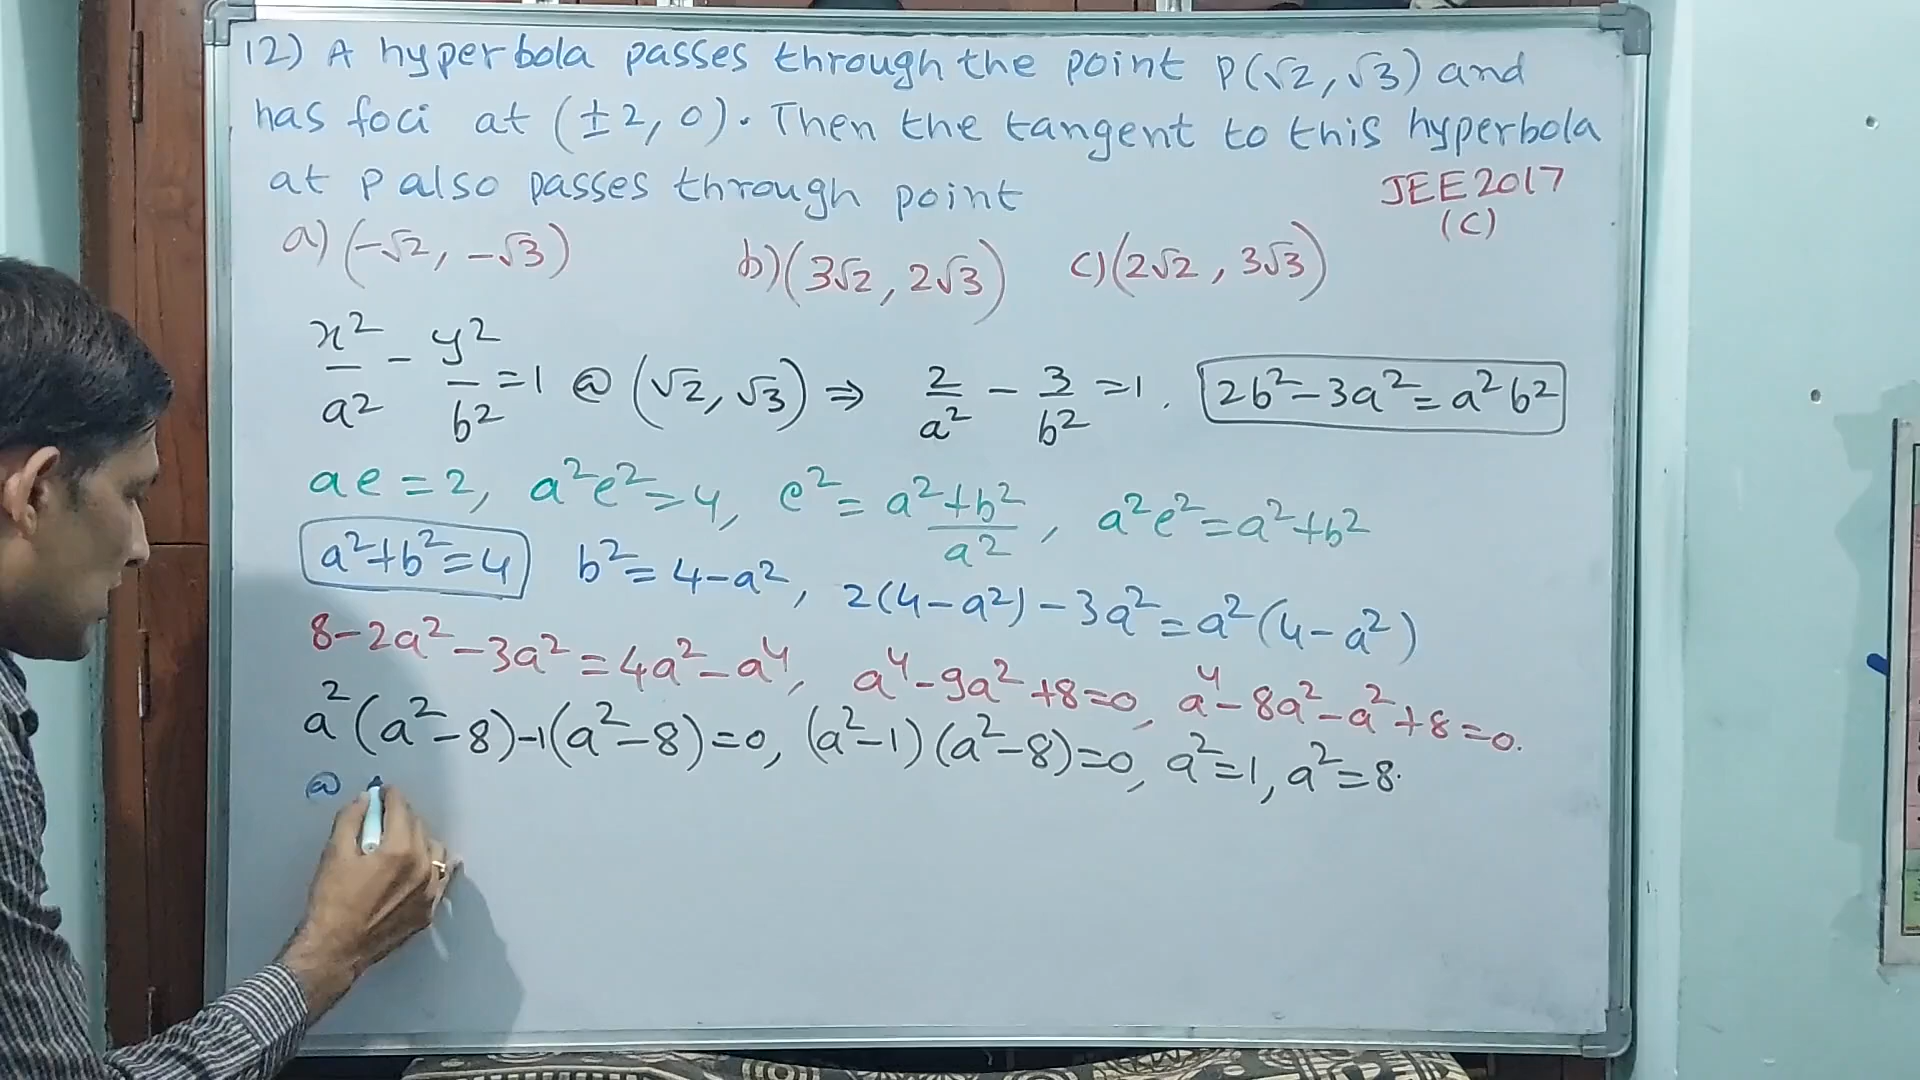 12) A hyperbola passes through the point P(√2, √3) and
has foci at (±2, 0). Then the tangent to this hyperbola
at P also passes through point
JEE 2017
(C)
a) (-√2, -√3) b) (3√2, 2√3) c) (2√2, 3√3)
x²/a² - y²/b² = 1 @ (√2, √3) ⇒ 2/a² - 3/b² = 1. 2b² - 3a² = a²b²
ae = 2, a²e² = 4, e² = (a² + b²)/a², a²e² = a² + b²
a² + b² = 4 b² = 4 - a², 2(4 - a²) - 3a² = a²(4 - a²)
8 - 2a² - 3a² = 4a² - a⁴, a⁴ - 9a² + 8 = 0, a⁴ - 8a² - a² + 8 = 0.
a²(a² - 8) - 1(a² - 8) = 0, (a² - 1)(a² - 8) = 0, a² = 1, a² = 8.
@